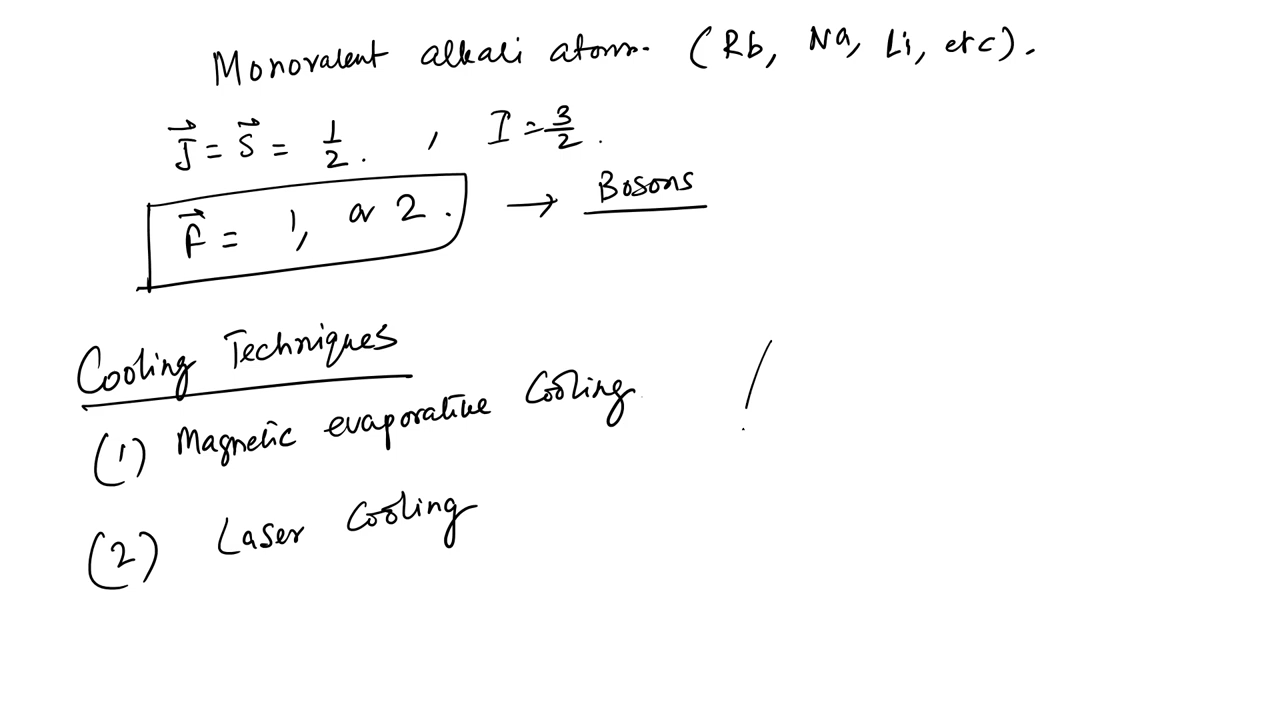 Monovalent alkali atoms. (Rb, Na, Li, etc).
J⃗ = S⃗ = 1/2. , I = 3/2.
F⃗ = 1, or 2. → Bosons
Cooling Techniques
(1) Magnetic evaporative Cooling
(2) Laser Cooling